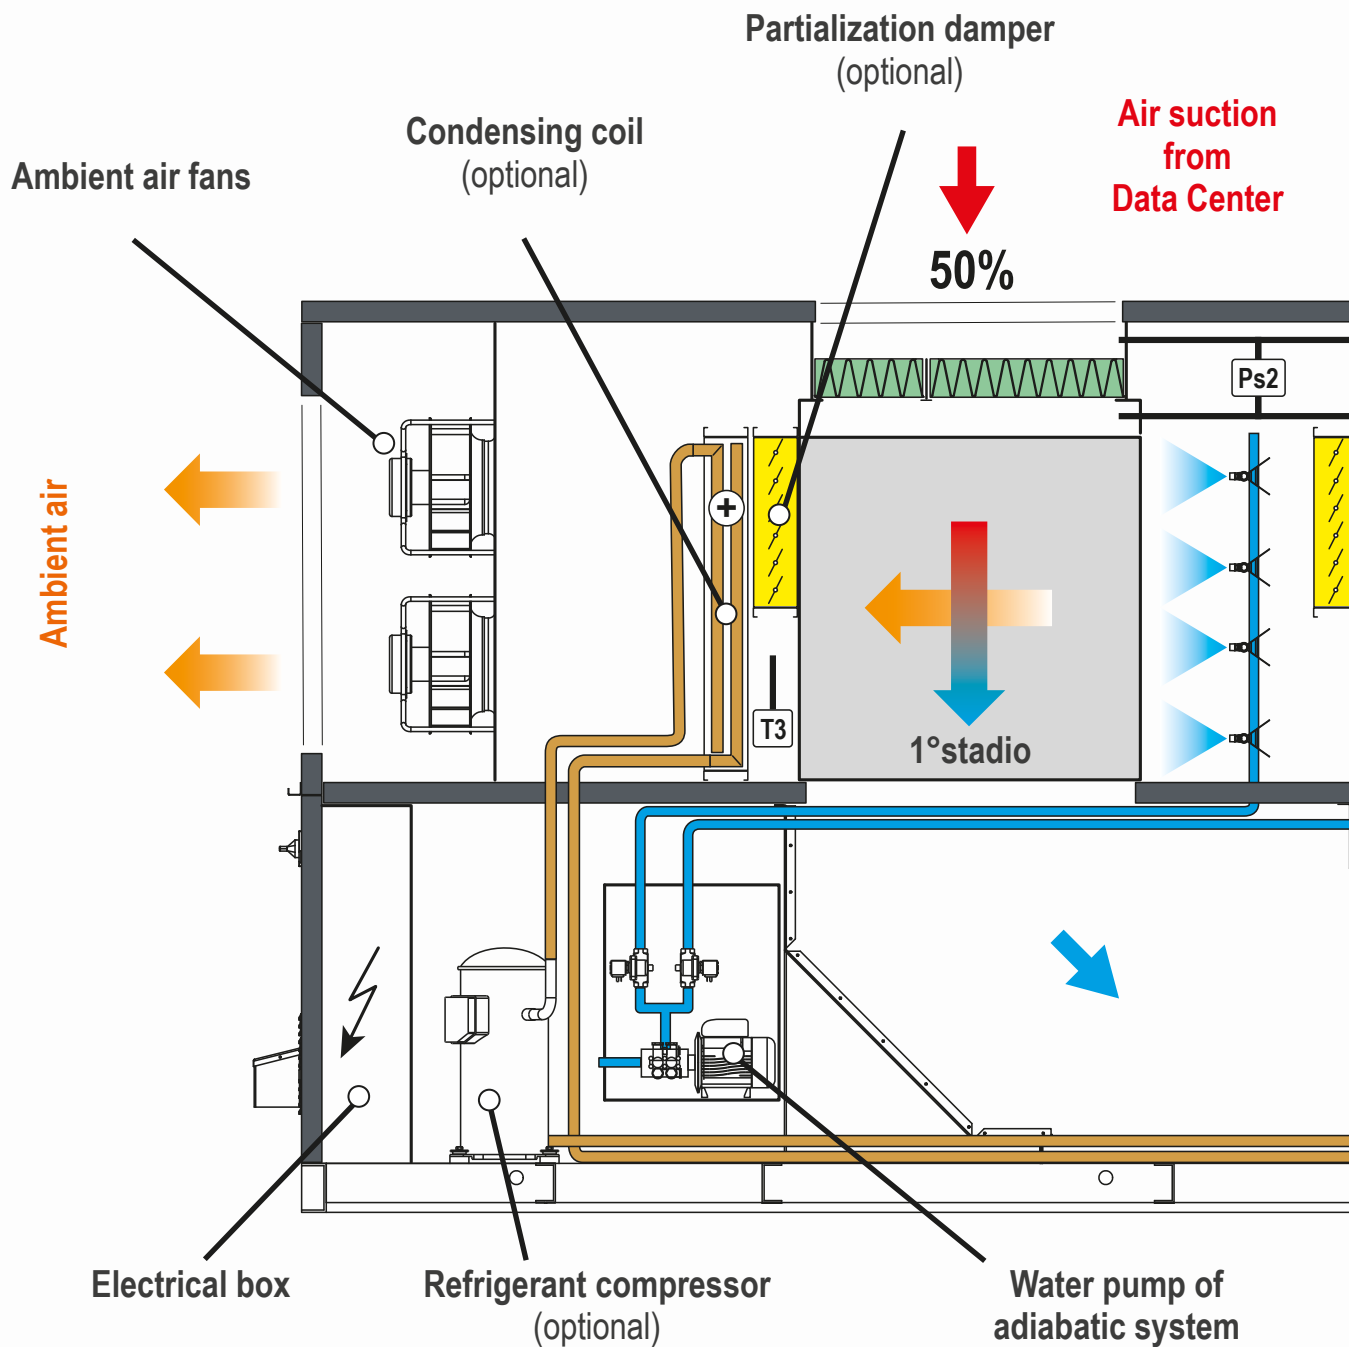 Partialization damper
(optional)
Air suction
from
Data Center
Condensing coil
(optional)
Ambient air fans
50%
Ps2
Ambient air
+
T3
1°stadio
Electrical box
Refrigerant compressor
(optional)
Water pump of
adiabatic system